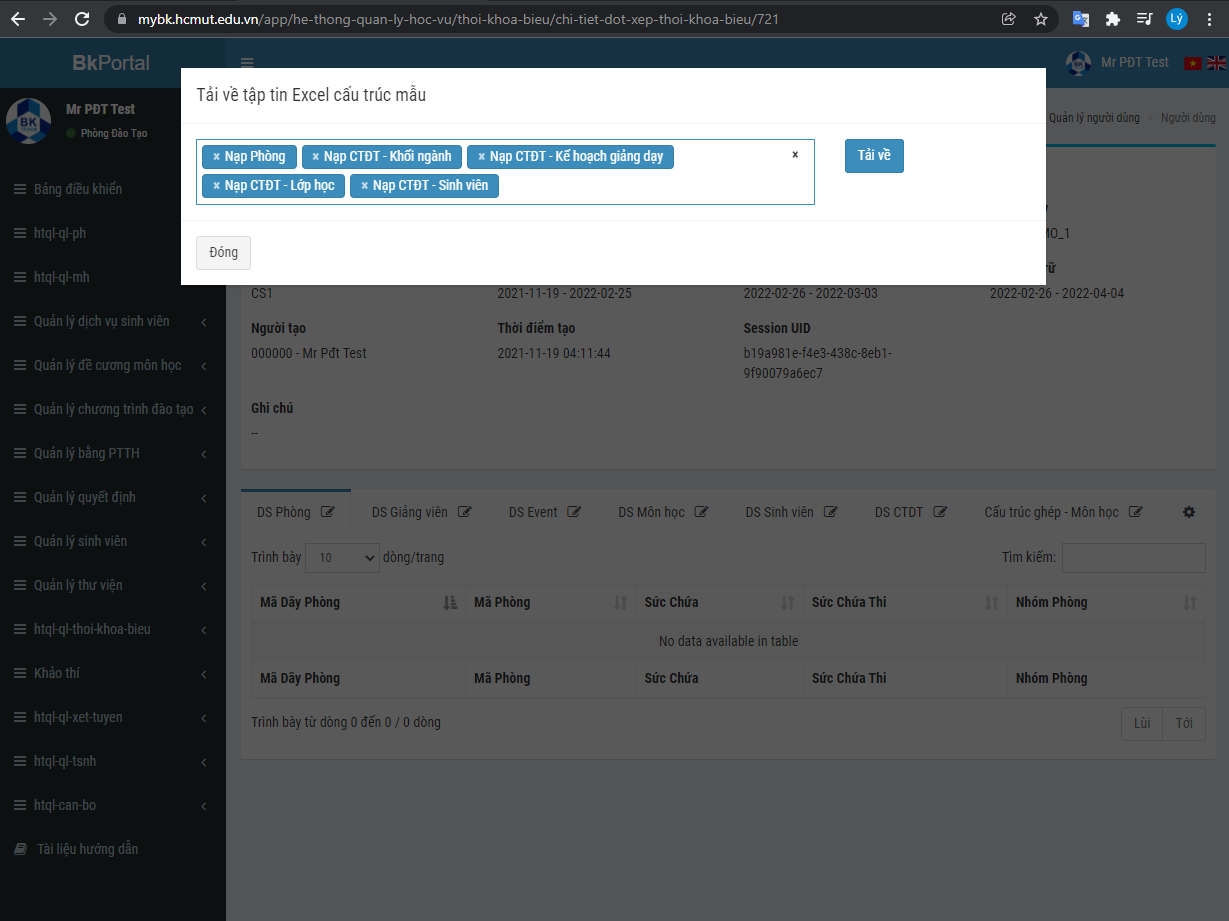 mybk.hcmut.edu.vn/app/he-thong-quan-ly-hoc-vu/thoi-khoa-bieu/chi-tiet-dot-xep-thoi-khoa-bieu/721
Lý
BkPortal
Mr PĐT Test
Mr PĐT Test
Phòng Đào Tạo
Quản lý người dùng > Người dùng
Tải về tập tin Excel cấu trúc mẫu
× Nạp Phòng × Nạp CTĐT - Khối ngành × Nạp CTĐT - Kế hoạch giảng dạy ×
× Nạp CTĐT - Lớp học × Nạp CTĐT - Sinh viên
Tải về
Đóng
Bảng điều khiển
htql-ql-ph
htql-ql-mh
Quản lý dịch vụ sinh viên
Quản lý đề cương môn học
Quản lý chương trình đào tạo
Quản lý bằng PTTH
Quản lý quyết định
Quản lý sinh viên
Quản lý thư viện
htql-ql-thoi-khoa-bieu
Khảo thí
htql-ql-xet-tuyen
htql-ql-tsnh
htql-can-bo
Tài liệu hướng dẫn
MO_1
CS1 2021-11-19 - 2022-02-25 2022-02-26 - 2022-03-03 2022-02-26 - 2022-04-04
Người tạo Thời điểm tạo Session UID
000000 - Mr Pđt Test 2021-11-19 04:11:44 b19a981e-f4e3-438c-8eb1-
9f90079a6ec7
Ghi chú
--
DS Phòng DS Giảng viên DS Event DS Môn học DS Sinh viên DS CTDT Cấu trúc ghép - Môn học
Trình bày 10 dòng/trang Tìm kiếm:
Mã Dãy Phòng Mã Phòng Sức Chứa Sức Chứa Thi Nhóm Phòng
No data available in table
Mã Dãy Phòng Mã Phòng Sức Chứa Sức Chứa Thi Nhóm Phòng
Trình bày từ dòng 0 đến 0 / 0 dòng
Lùi Tới